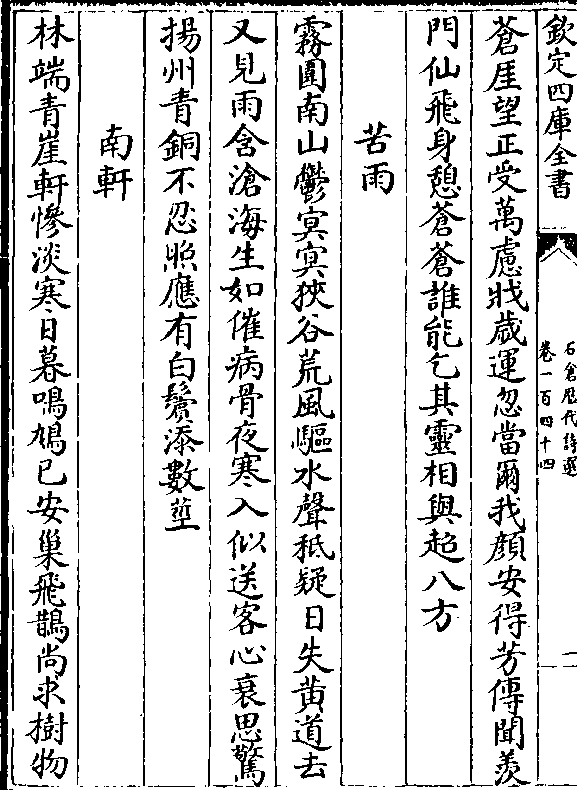 欽定四庫全書
石倉歷代詩選
卷一百四十四
一
蒼厓望正受萬慮戕歳運忽當爾我顔安得芳傳聞羨
門仙飛身憩蒼蒼誰能乞其靈相與超八方
苦雨
霧圍南山鬱冥冥狹谷荒風驅水聲秪疑日失黄道去
又見雨含滄海生如催病骨夜寒入似送客心衰思驚
揚州青銅不忍照應有白鬢添數莖
南軒
林端青崖軒慘淡寒日暮鳴鳩已安巢飛鵲尚求樹物